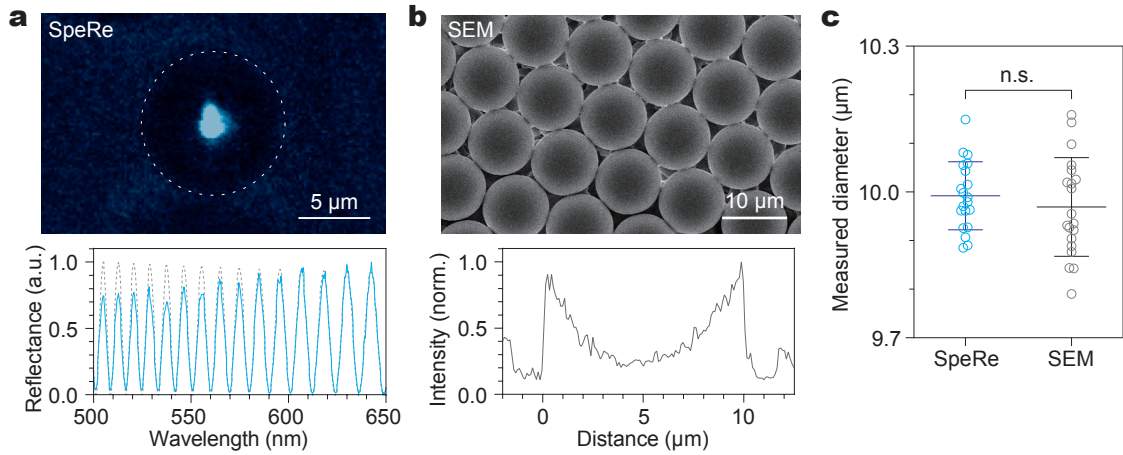 a
SpeRe
5 µm
Reflectance (a.u.)
1.0
0.5
0.0
500
550
600
650
Wavelength (nm)
b
SEM
10 µm
Intensity (norm.)
1.0
0.5
0.0
0
5
10
Distance (µm)
c
Measured diameter (µm)
10.3
10.0
9.7
n.s.
SpeRe
SEM